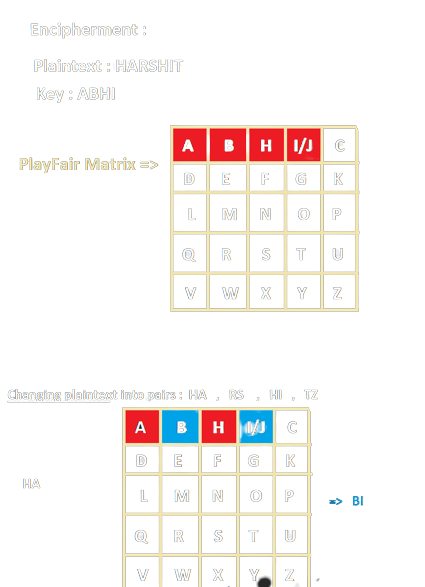 Encipherment :
Plaintext : HARSHIT
Key : ABHI
PlayFair Matrix =>
A B H I/J C
D E F G K
L M N O P
Q R S T U
V W X Y Z
Changing plaintext into pairs : HA , RS , HI , TZ
A B H I/J C
D E F G K
HA
L M N O P
=> BI
Q R S T U
V W X Y Z